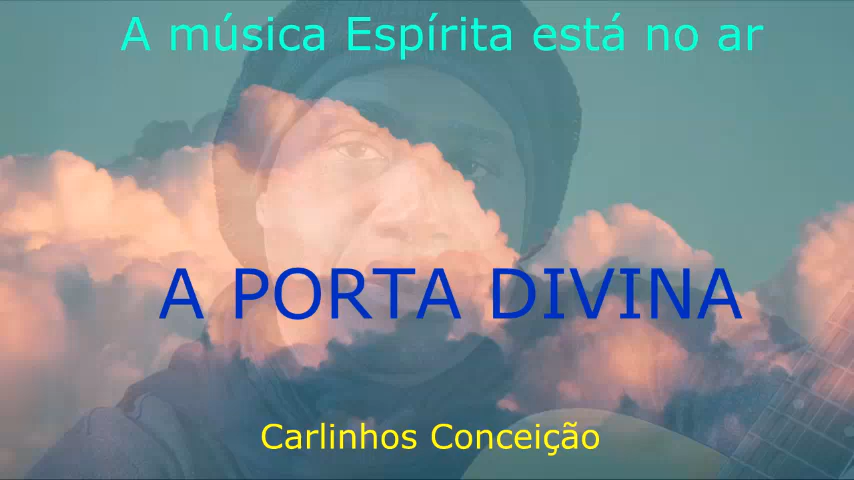 A música Espírita está no ar
A PORTA DIVINA
Carlinhos Conceição